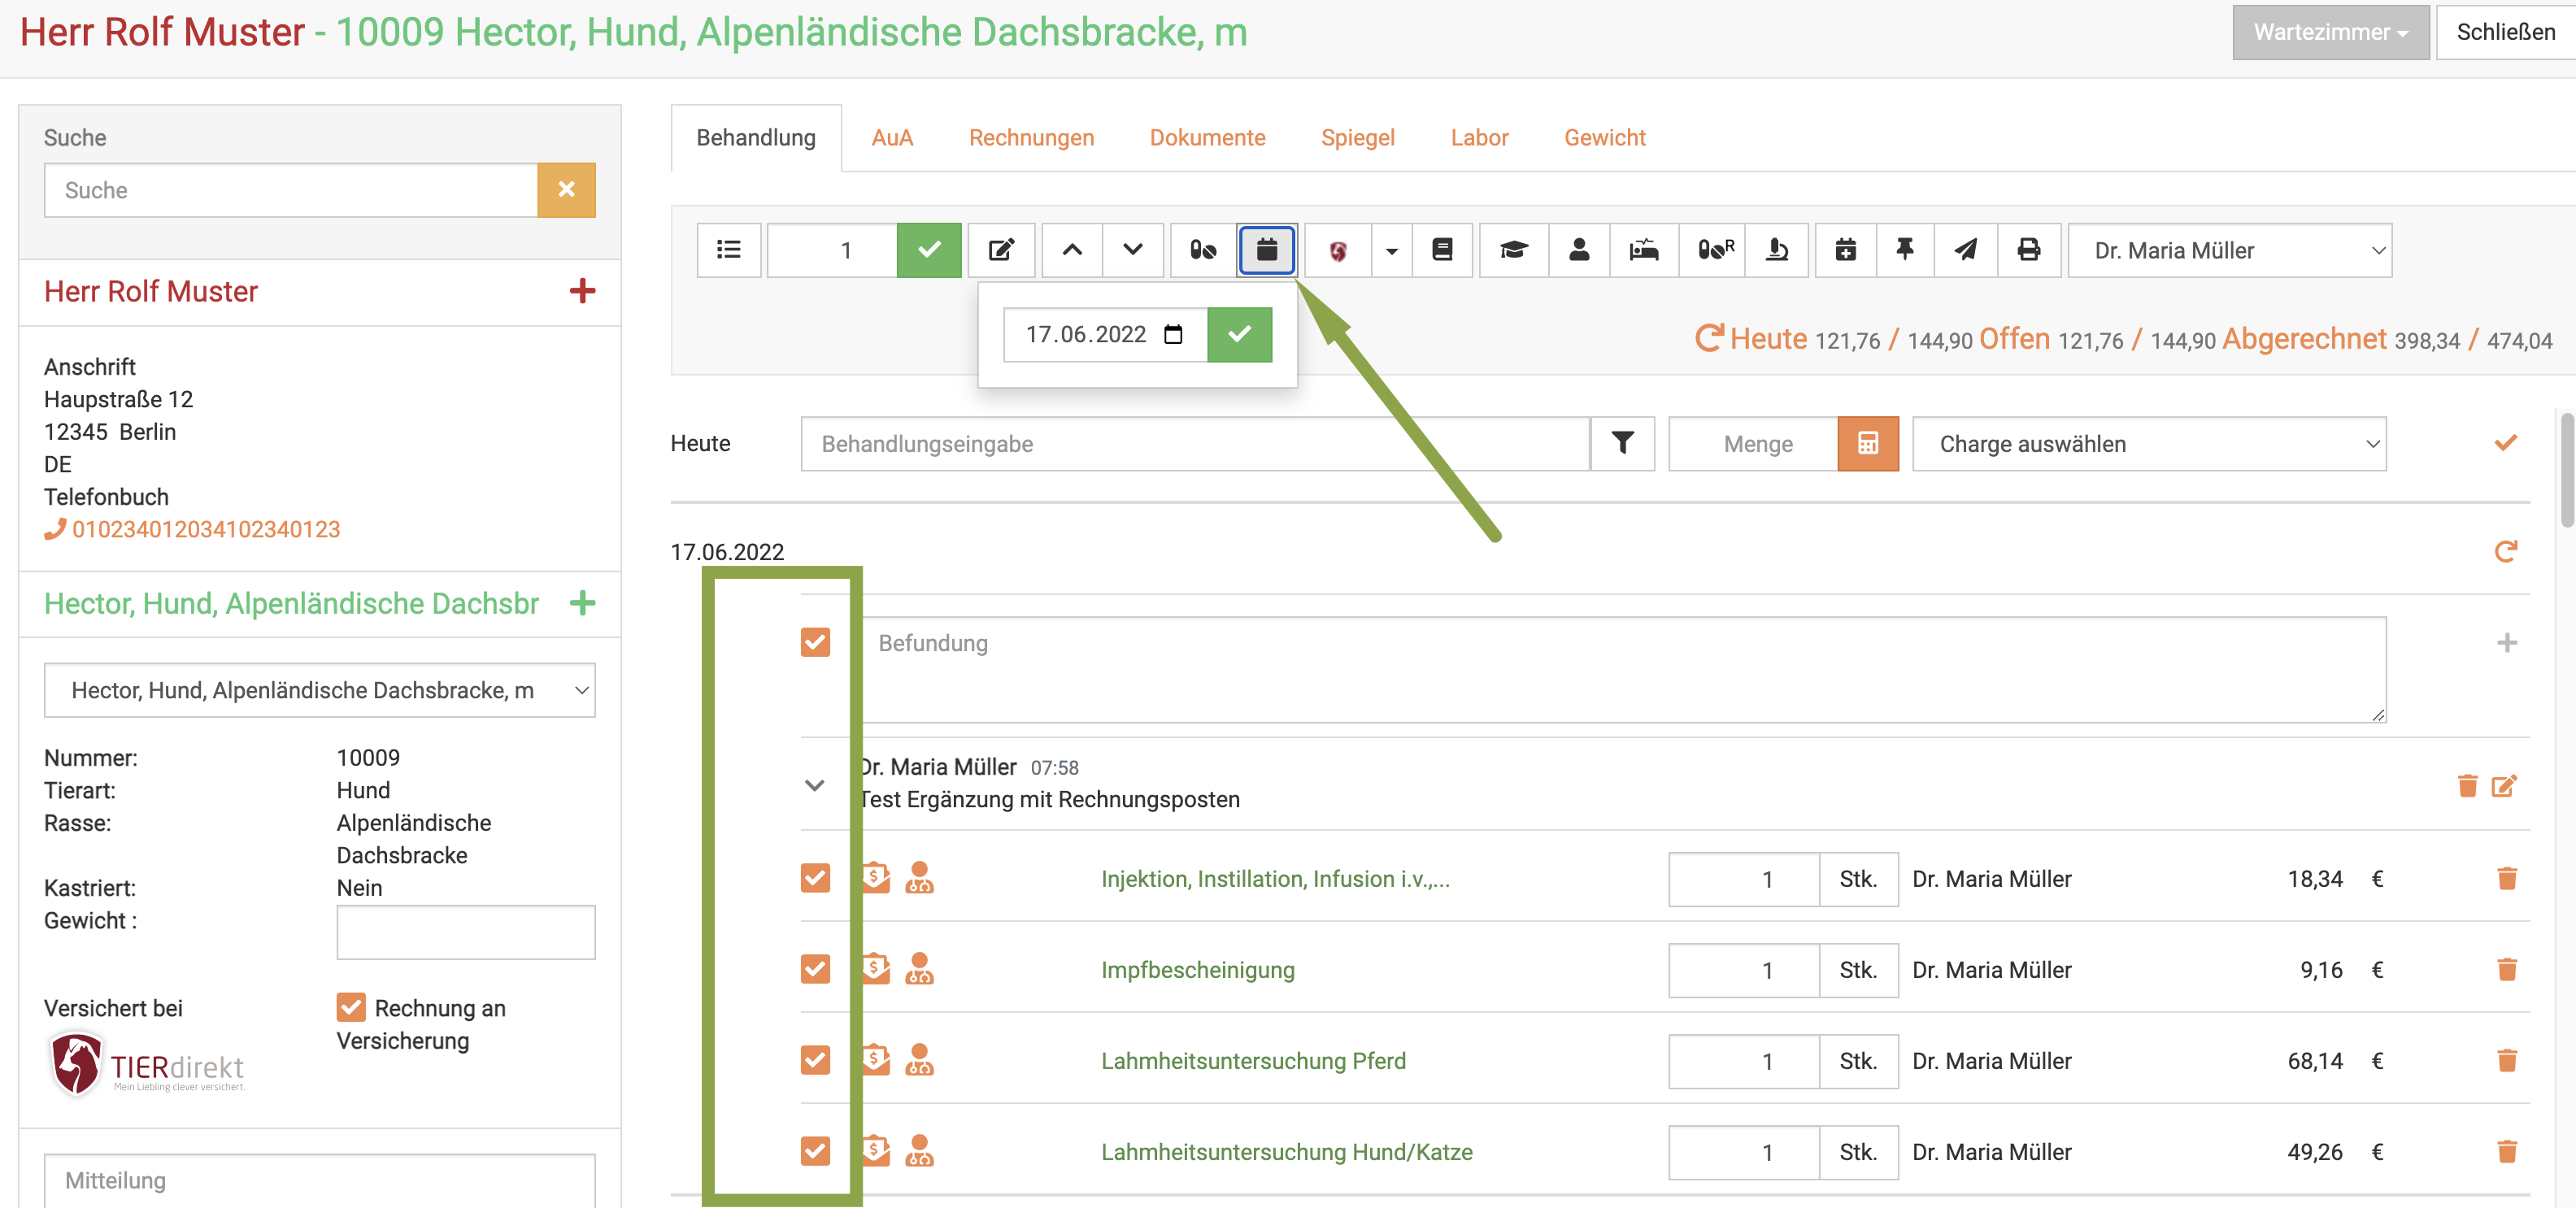 Herr Rolf Muster - 10009 Hector, Hund, Alpenländische Dachsbracke, m
Wartezimmer
Schließen
Suche
Suche
Herr Rolf Muster
Anschrift
Haupstraße 12
12345 Berlin
DE
Telefonbuch
010234012034102340123
Hector, Hund, Alpenländische Dachsbr
Hector, Hund, Alpenländische Dachsbracke, m
Nummer: 10009
Tierart: Hund
Rasse: Alpenländische
Dachsbracke
Kastriert: Nein
Gewicht :
Versichert bei
Rechnung an
Versicherung
TIERdirekt
Mein Liebling clever versichert.
Mitteilung
Behandlung AuA Rechnungen Dokumente Spiegel Labor Gewicht
1
R
Dr. Maria Müller
17.06.2022
Heute 121,76 / 144,90 Offen 121,76 / 144,90 Abgerechnet 398,34 / 474,04
Heute Behandlungseingabe Menge Charge auswählen
17.06.2022
Befundung
Dr. Maria Müller 07:58
Test Ergänzung mit Rechnungsposten
Injektion, Instillation, Infusion i.v.,... 1 Stk. Dr. Maria Müller 18,34 €
Impfbescheinigung 1 Stk. Dr. Maria Müller 9,16 €
Lahmheitsuntersuchung Pferd 1 Stk. Dr. Maria Müller 68,14 €
Lahmheitsuntersuchung Hund/Katze 1 Stk. Dr. Maria Müller 49,26 €